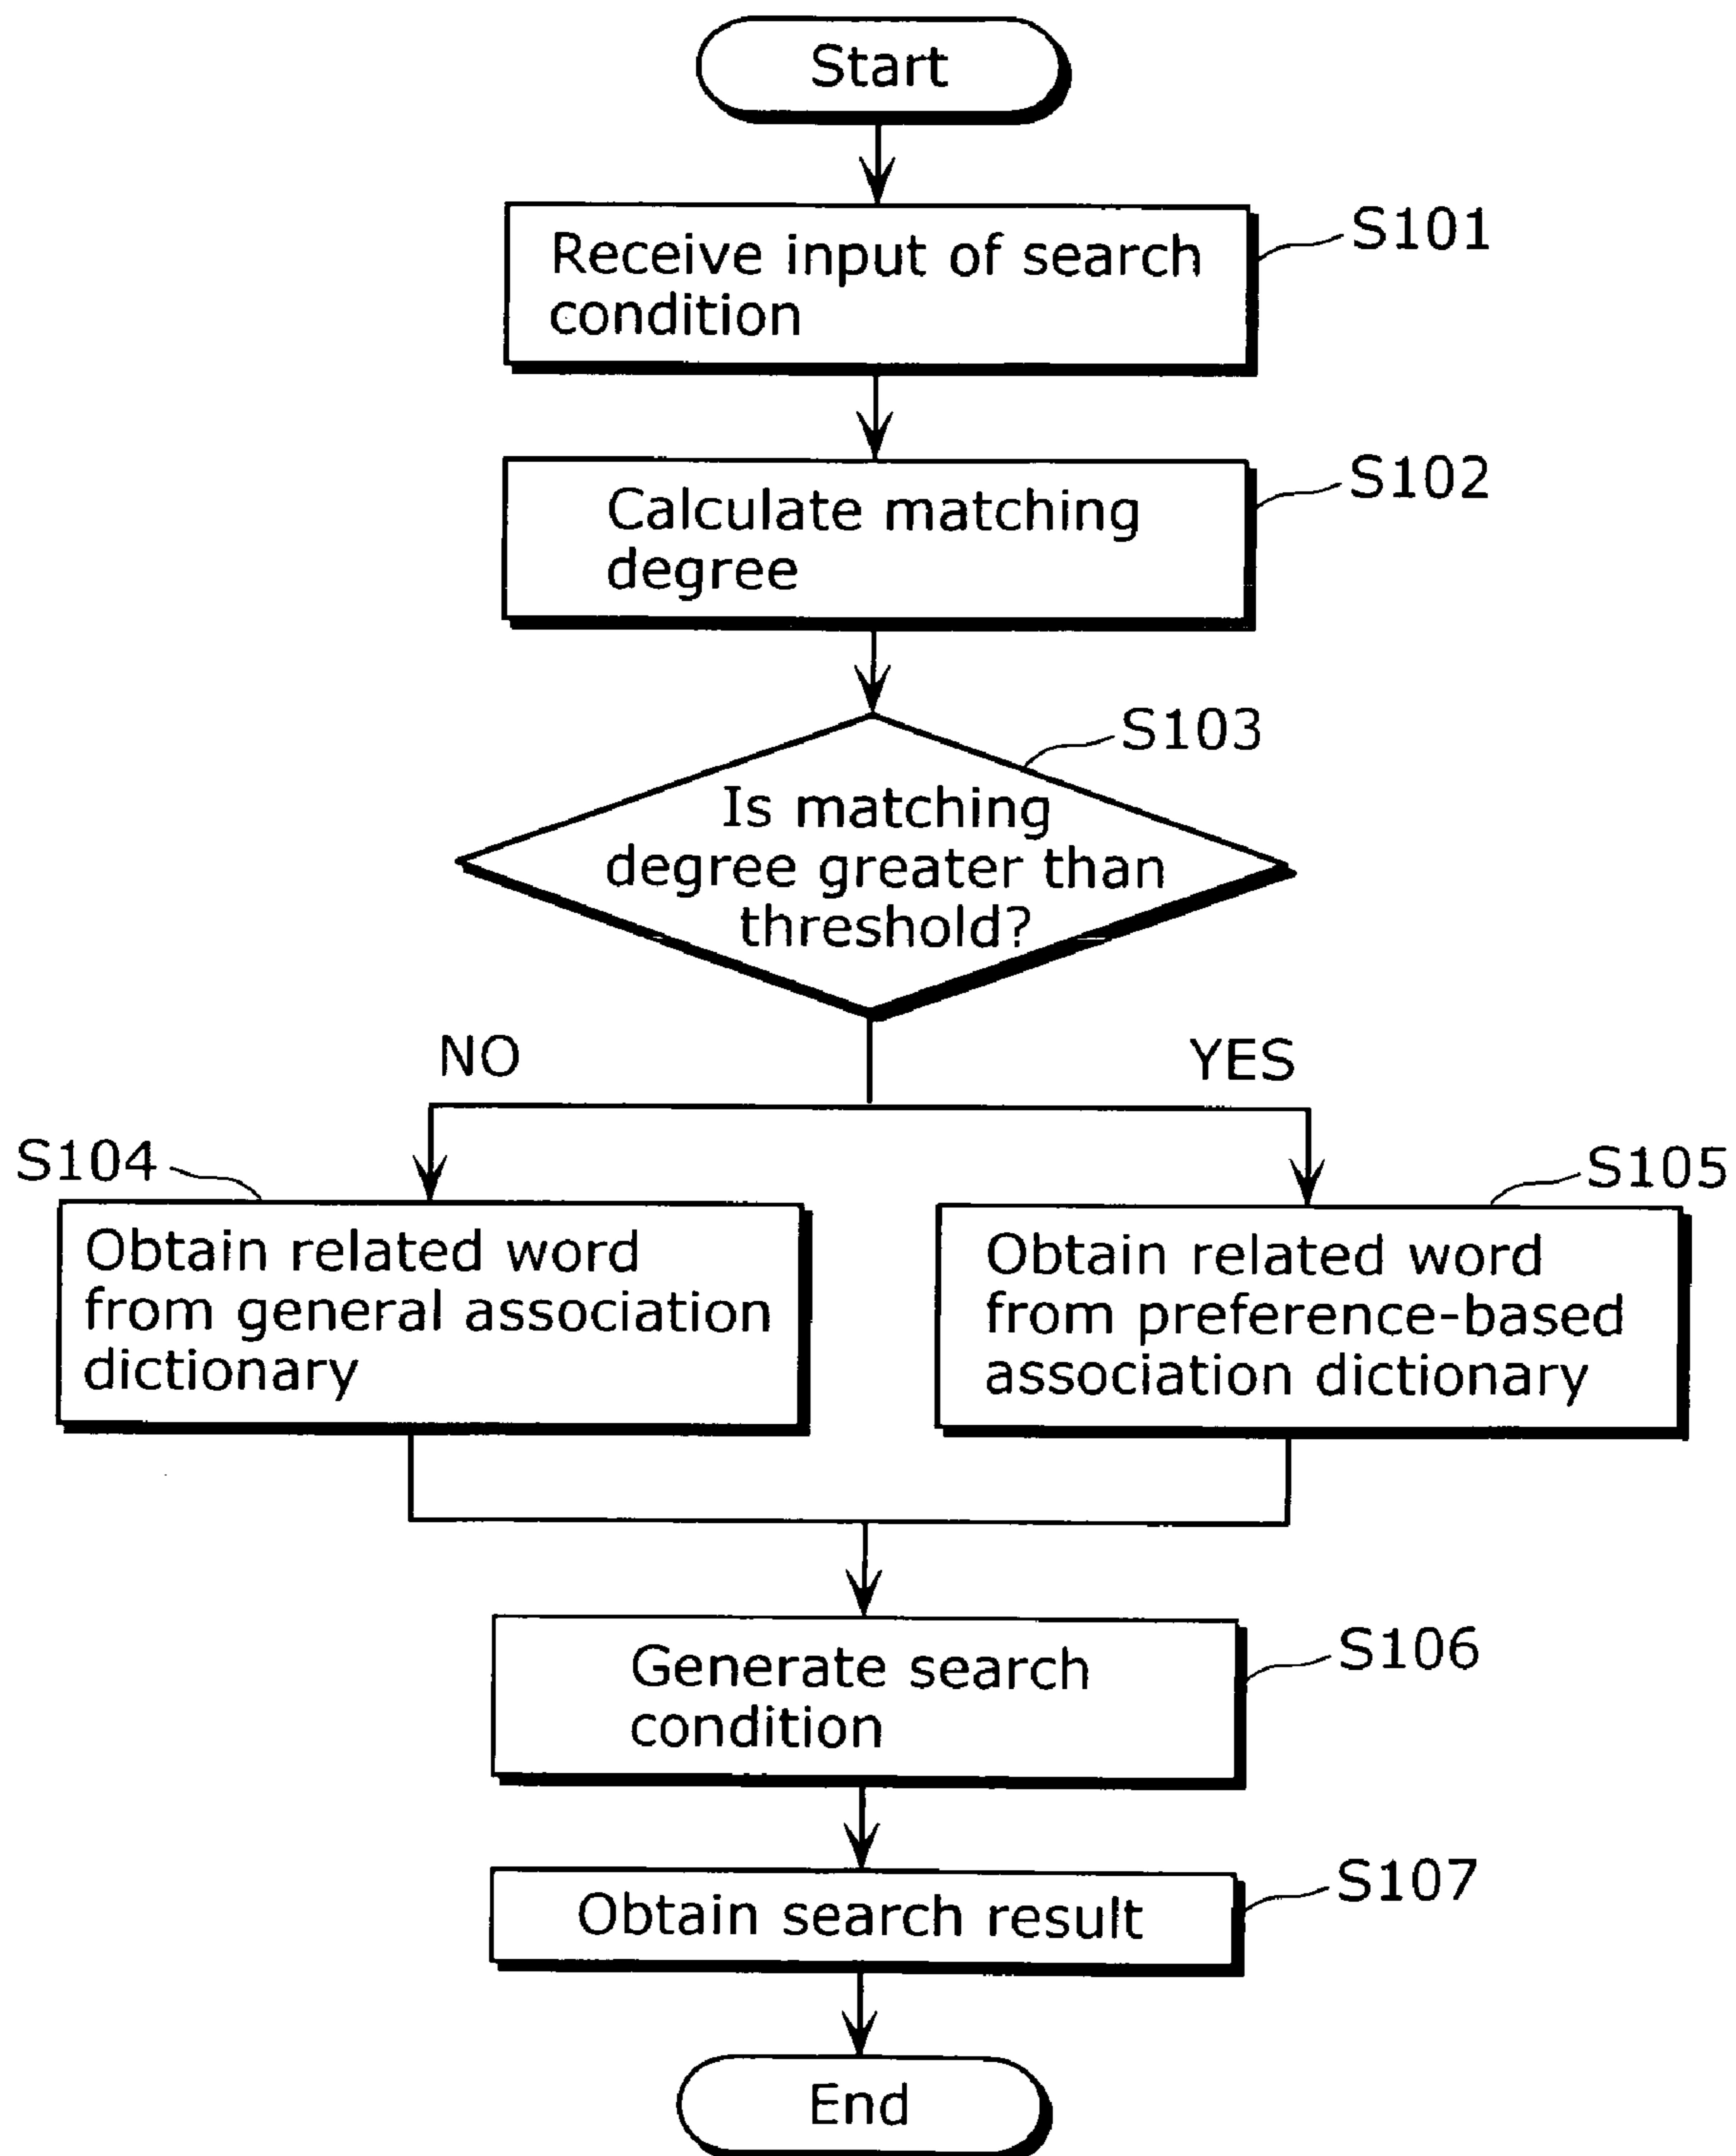 Start
Receive input of search
condition
S101
Calculate matching
degree
S102
S103
Is matching
degree greater than
threshold?
NO
YES
S104
Obtain related word
from general association
dictionary
S105
Obtain related word
from preference-based
association dictionary
Generate search
condition
S106
Obtain search result
S107
End